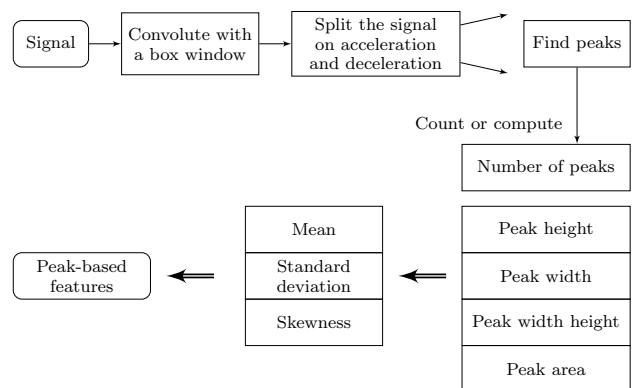 Signal
Convolute with
a box window
Split the signal
on acceleration
and deceleration
Find peaks
Count or compute
Number of peaks
Peak height
Peak width
Peak width height
Peak area
Mean
Standard
deviation
Skewness
Peak-based
features